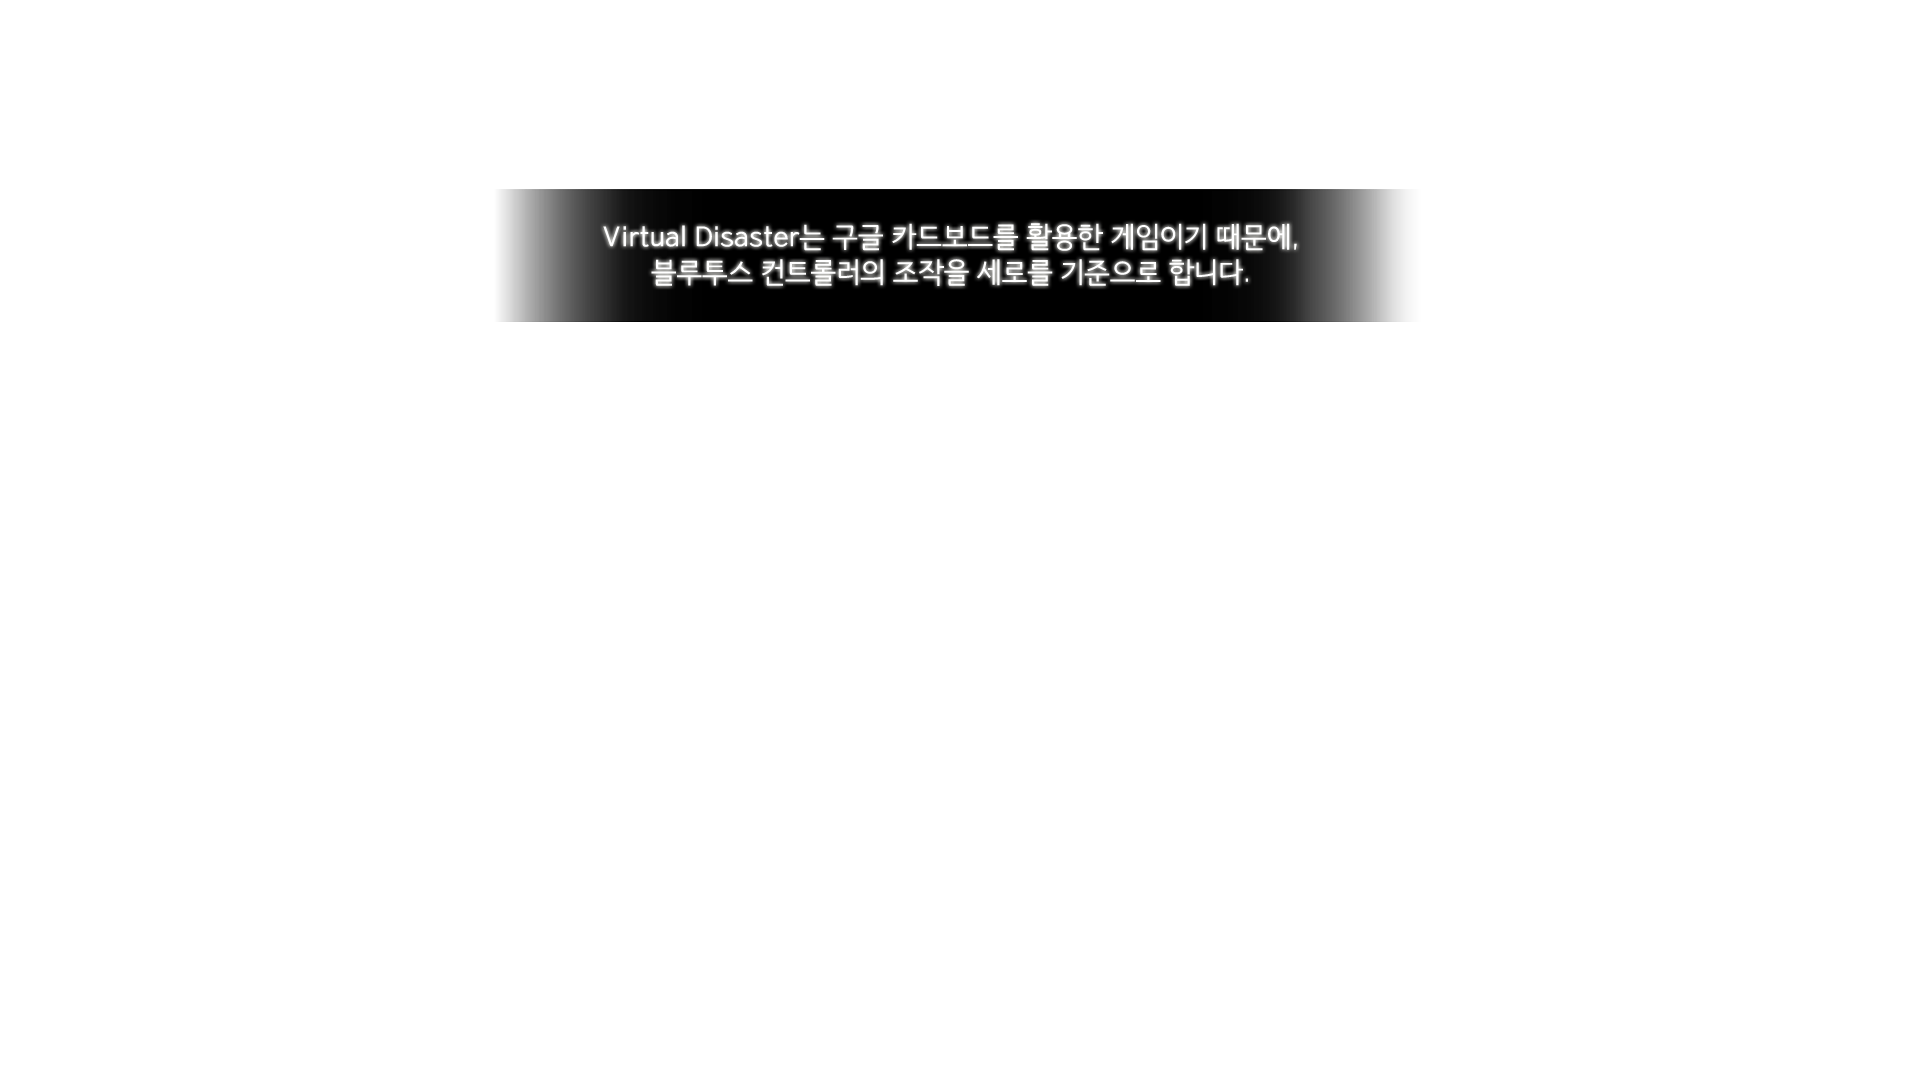 Virtual Disaster는 구글 카드보드를 활용한 게임이기 때문에,
블루투스 컨트롤러의 조작을 세로를 기준으로 합니다.